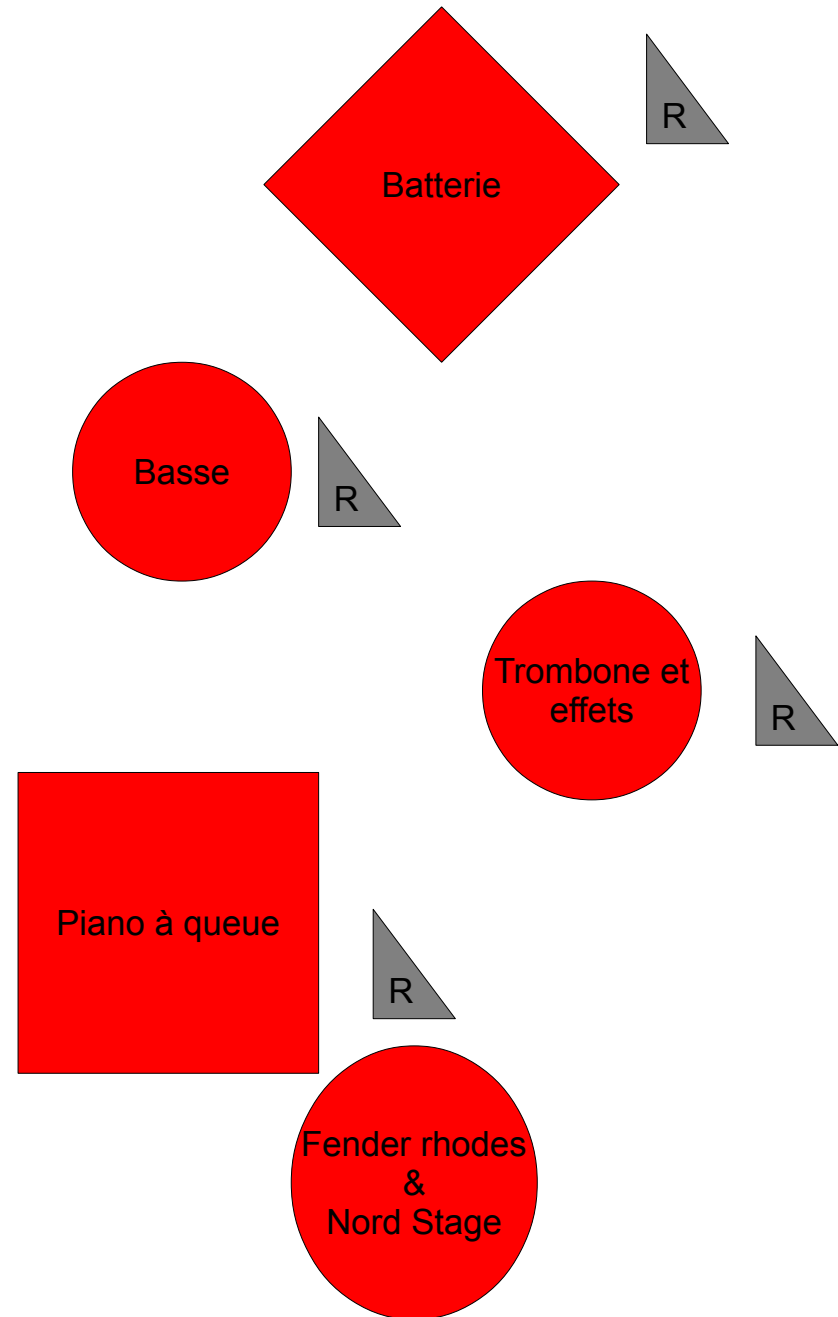 R
Batterie
Basse
R
Trombone et
effets
R
Piano à queue
R
Fender rhodes
&
Nord Stage